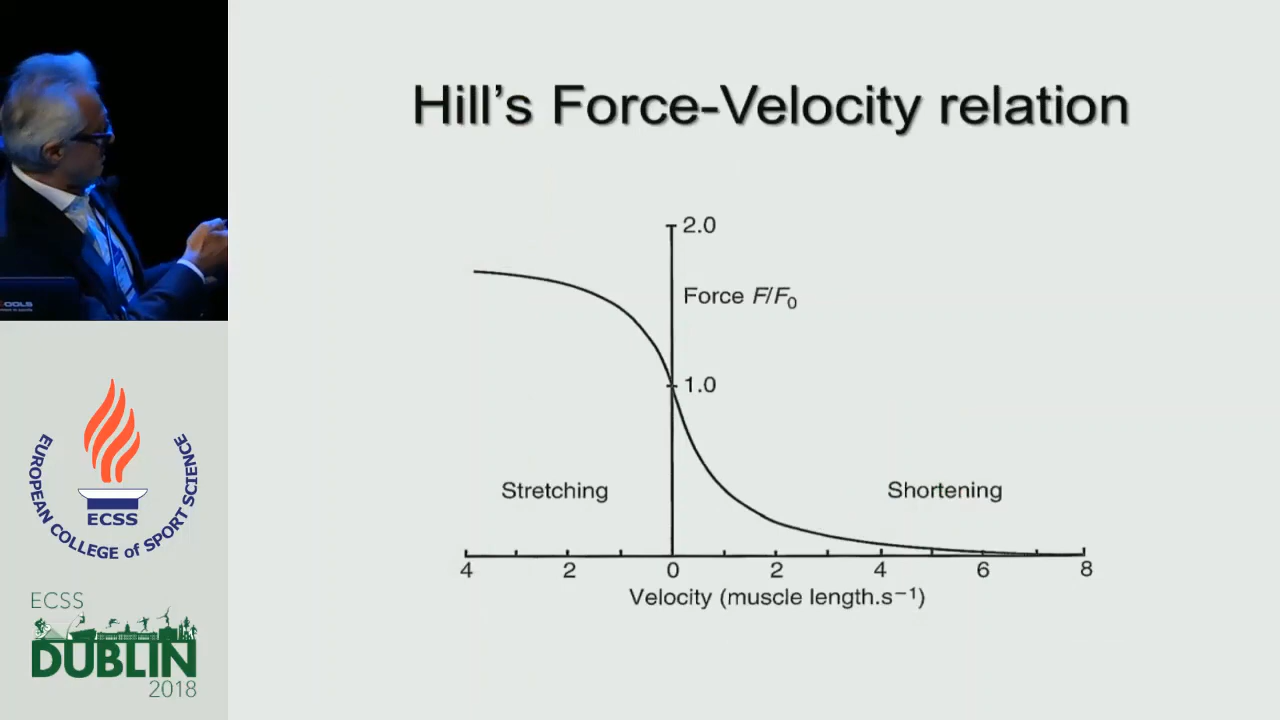 Hill's Force-Velocity relation
2.0
Force F/F₀
1.0
Stretching
Shortening
4 2 0 2 4 6 8
Velocity (muscle length.s⁻¹)
EUROPEAN COLLEGE of SPORT SCIENCE
ECSS
ECSS
DUBLIN
2018